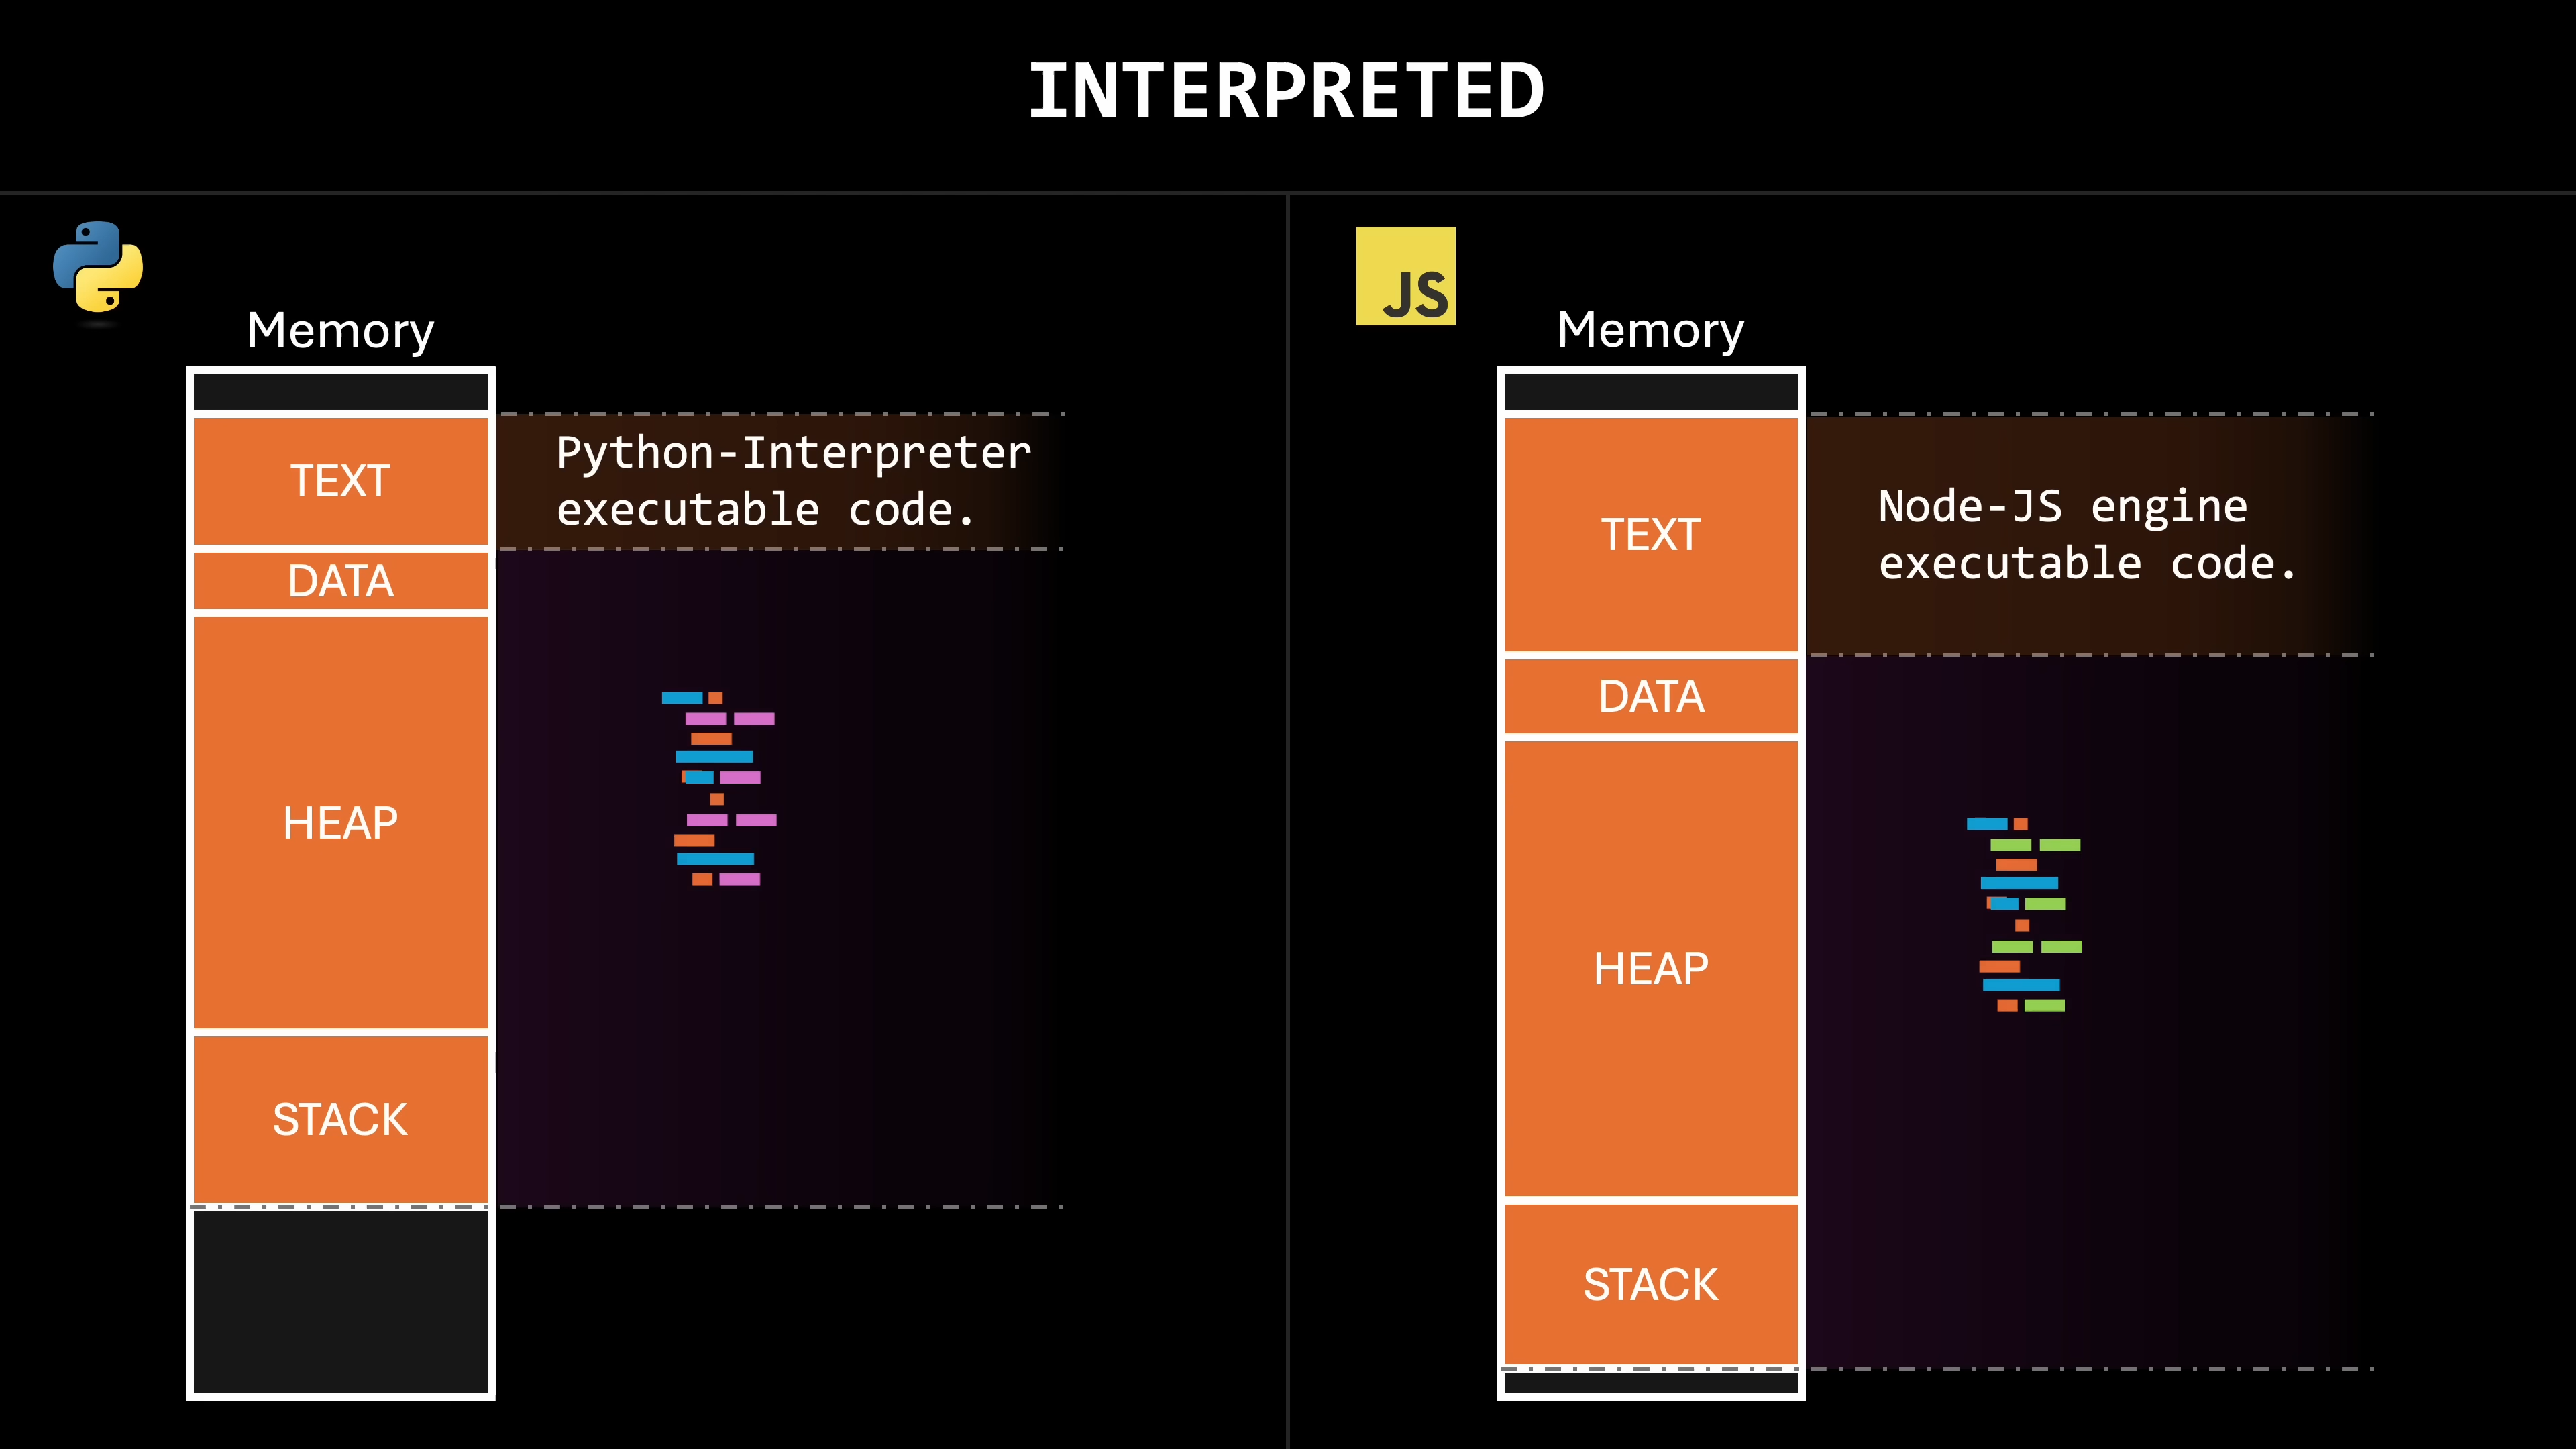 INTERPRETED
Memory
TEXT
Python-Interpreter
executable code.
DATA
HEAP
STACK
JS
Memory
TEXT
Node-JS engine
executable code.
DATA
HEAP
STACK